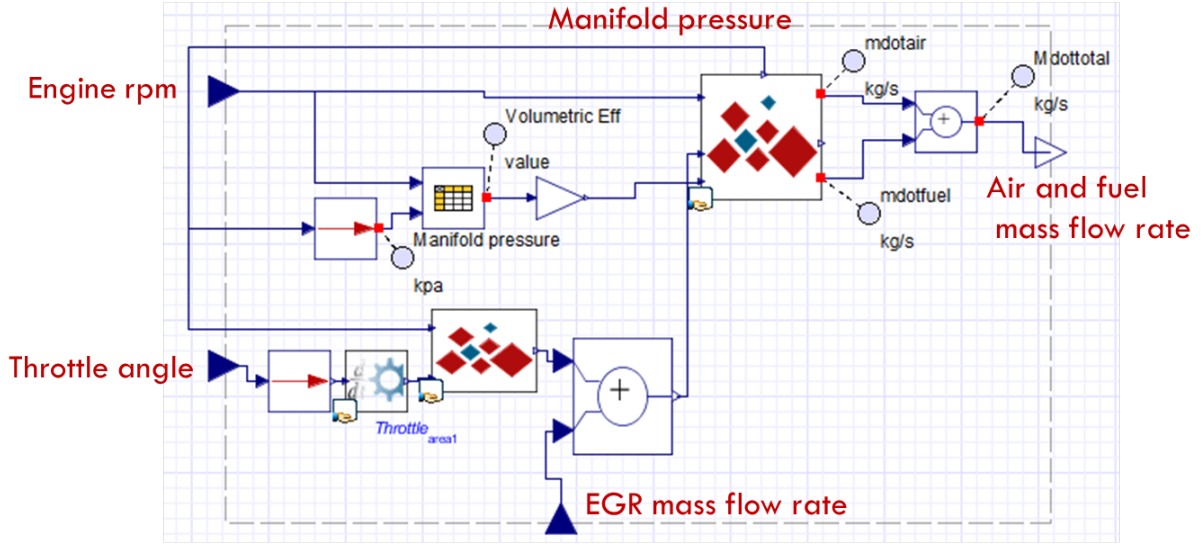 Manifold pressure
mdotair
Mdottotal
Engine rpm
kg/s
kg/s
Volumetric Eff
value
Air and fuel
mass flow rate
mdotfuel
kg/s
Manifold pressure
kpa
Throttle angle
+
+
d
dt
Throttle
area1
EGR mass flow rate